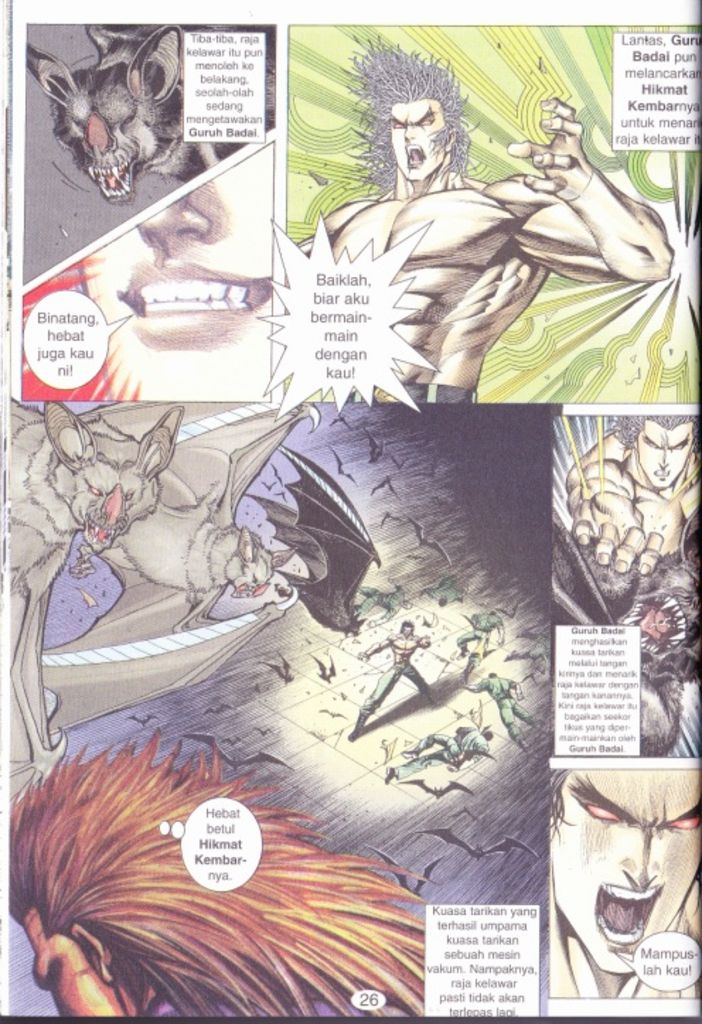 Tiba-tiba, raja
kelawar itu pun
menoleh ke
belakang,
seolah-olah
sedang
mengetawakan
Guruh Badai.
Binatang,
hebat
juga kau
ni!
Baiklah,
biar aku
bermain-
main
dengan
kau!
Lantas, Guruh
Badai pun
melancarkan
Hikmat
Kembarnya
untuk menarik
raja kelawar it
Guruh Badai
menghasilkan
kuasa tarikan
melalui tangan
kirinya dan menarik
raja kelawar dengan
tangan kanannya.
Kini raja kelawar itu
bagaikan seekor
tikus yang diper-
main-mainkan oleh
Guruh Badai.
Hebat
betul
Hikmat
Kembar-
nya.
Kuasa tarikan yang
terhasil umpama
kuasa tarikan
sebuah mesin
vakum. Nampaknya,
raja kelawar
pasti tidak akan
terlepas lagi.
Mampus-
lah kau!
26